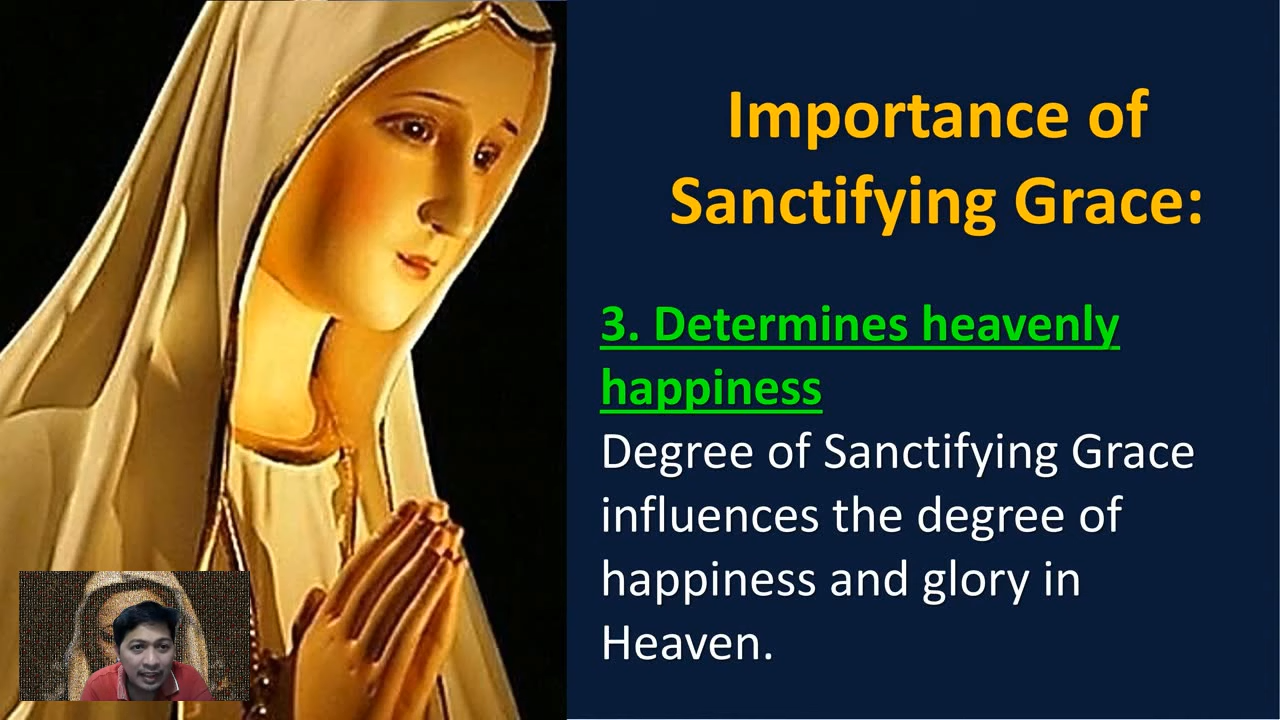 Importance of
Sanctifying Grace:
3. Determines heavenly
happiness
Degree of Sanctifying Grace
influences the degree of
happiness and glory in
Heaven.